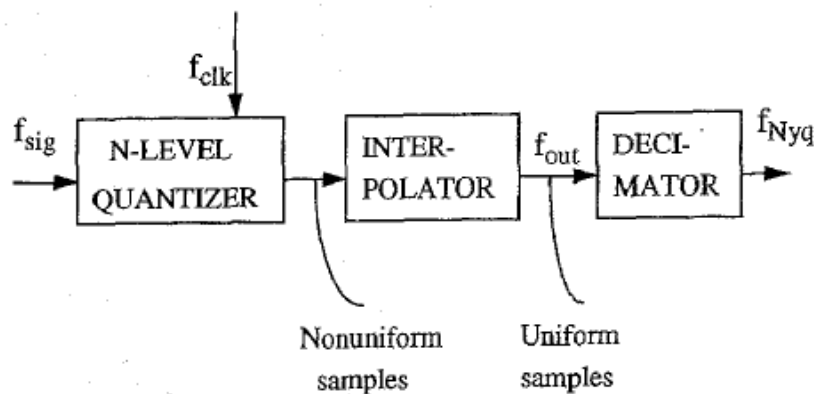 f_clk
f_sig
N-LEVEL
QUANTIZER
INTER-
POLATOR
f_out
DECI-
MATOR
f_Nyq
Nonuniform
samples
Uniform
samples